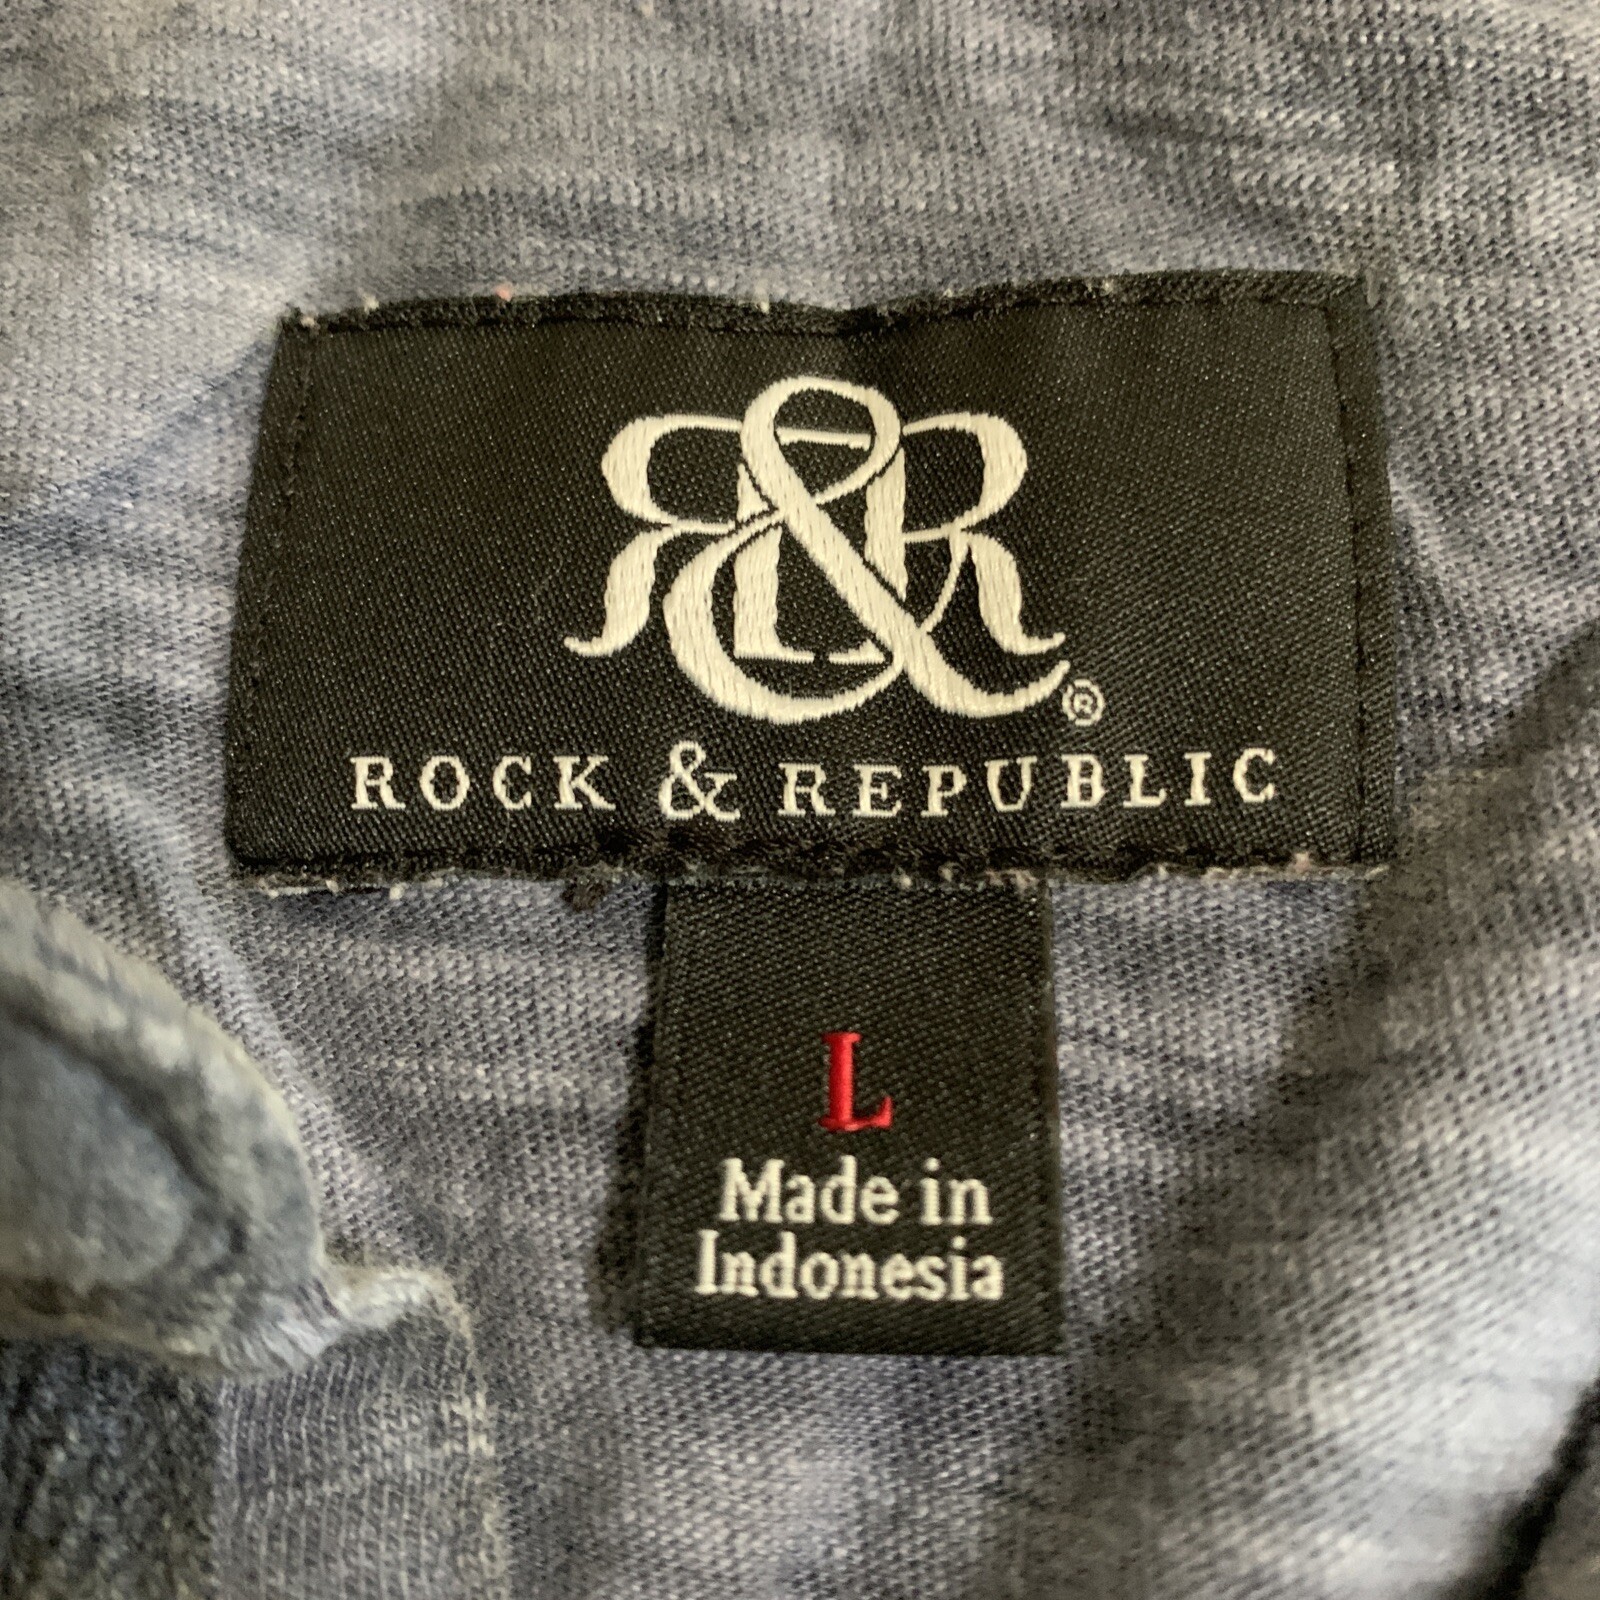 R&R®
ROCK & REPUBLIC
L
Made in
Indonesia